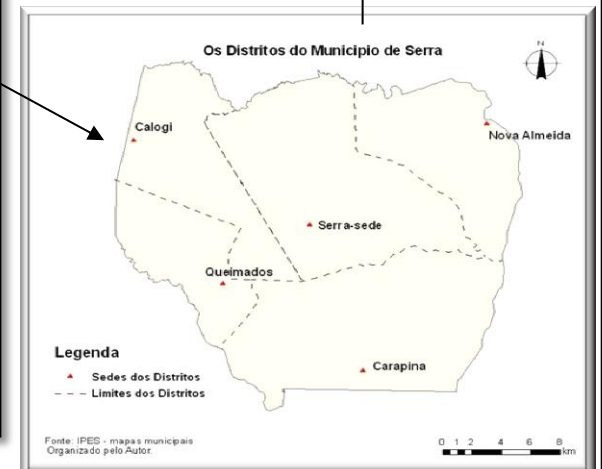 Os Distritos do Municipio de Serra
N
Calogi
Nova Almeida
Serra-sede
Queimados
Carapina
Legenda
Sedes dos Distritos
Limites dos Distritos
Fonte: IPES - mapas municipais
Organizado pelo Autor.
0 1 2 4 6 8
km